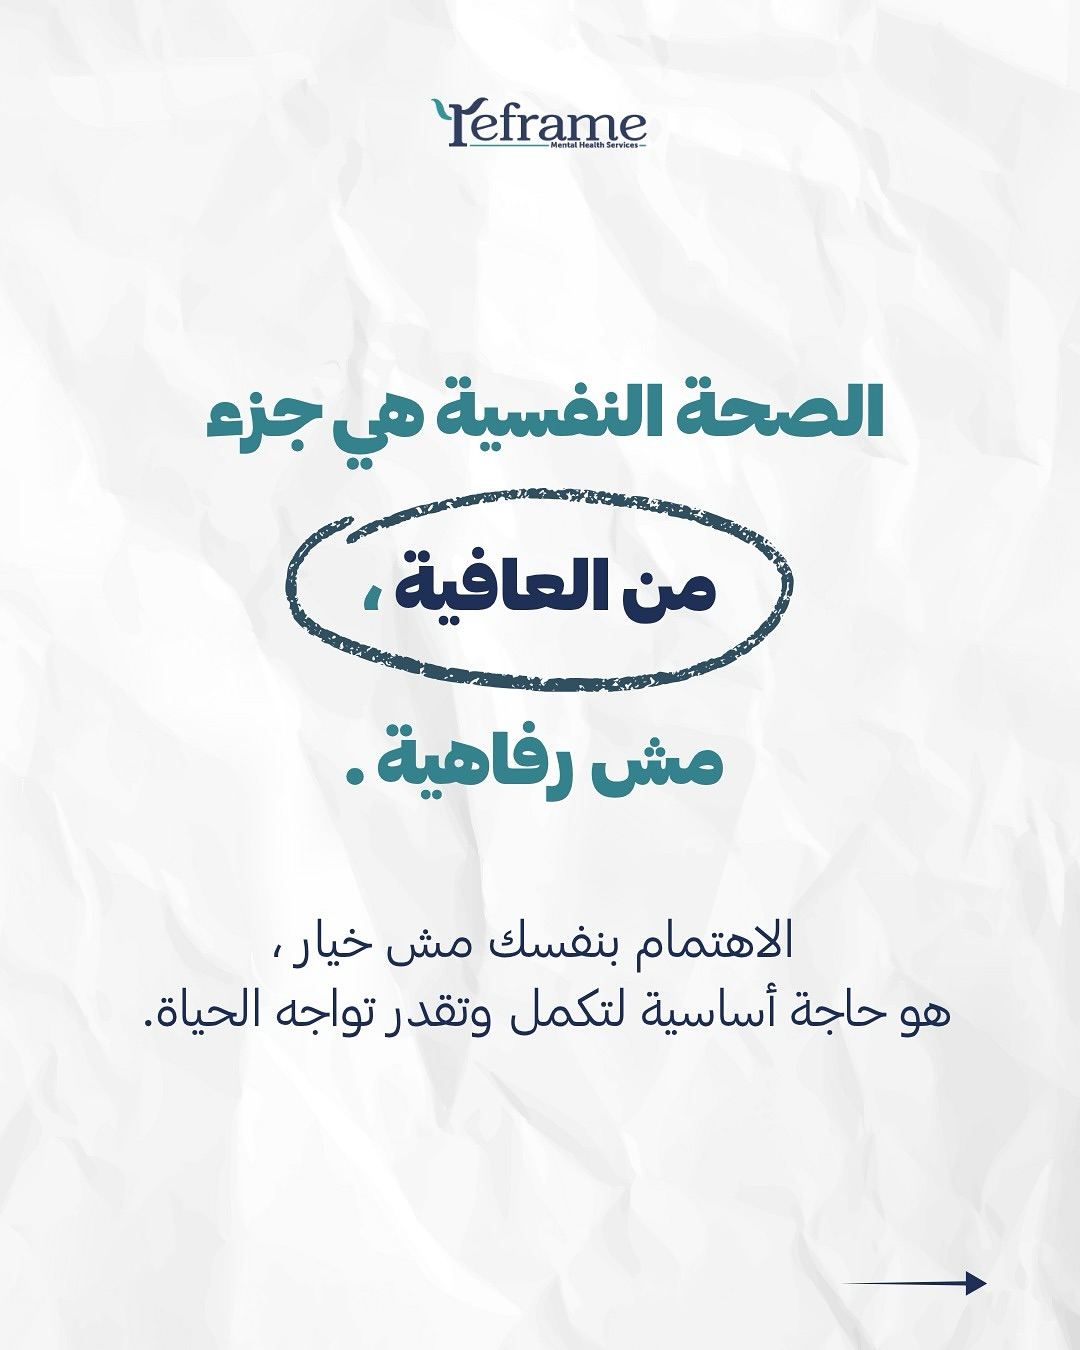 reframe
Mental Health Services
الصحة النفسية هي جزء
من العافية ،
مش رفاهية .
الاهتمام بنفسك مش خيار ،
هو حاجة أساسية لتكمل وتقدر تواجه الحياة.